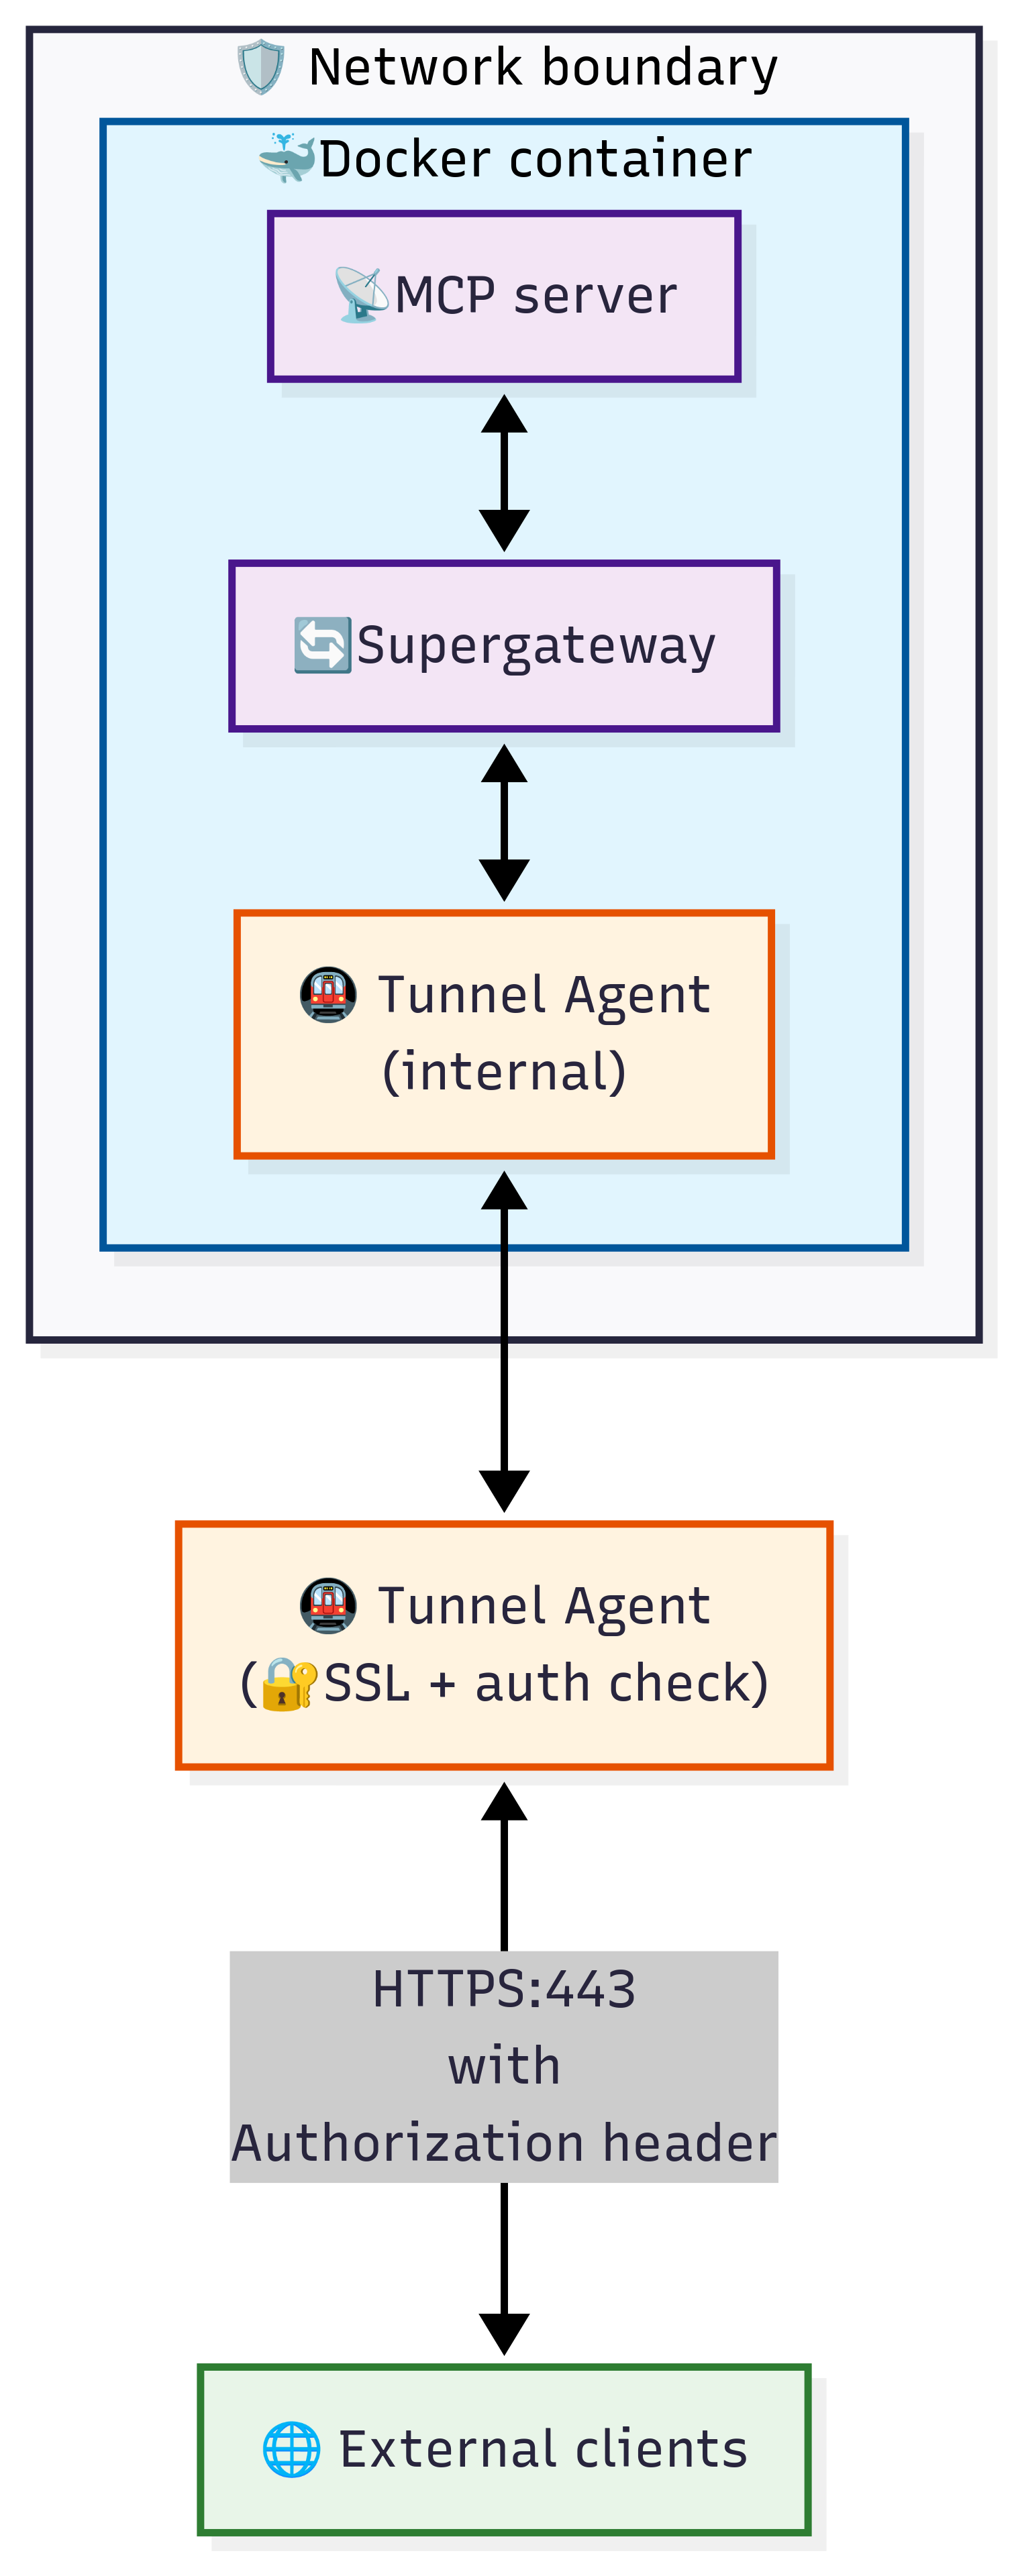 🛡️ Network boundary
🐳Docker container
📡MCP server
🔄Supergateway
🚇 Tunnel Agent
(internal)
🚇 Tunnel Agent
(🔐SSL + auth check)
HTTPS:443
with
Authorization header
🌐 External clients